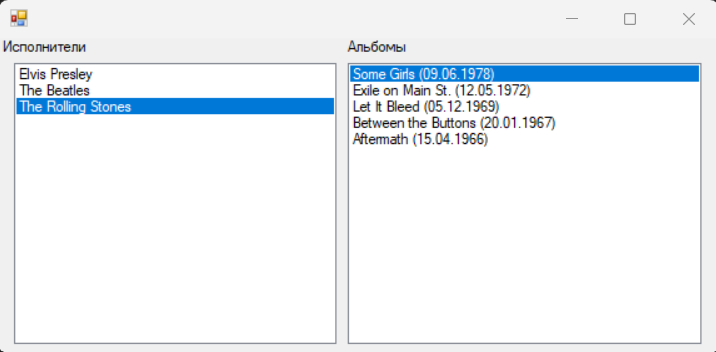 Исполнители
Elvis Presley
The Beatles
The Rolling Stones
Альбомы
Some Girls (09.06.1978)
Exile on Main St. (12.05.1972)
Let It Bleed (05.12.1969)
Between the Buttons (20.01.1967)
Aftermath (15.04.1966)